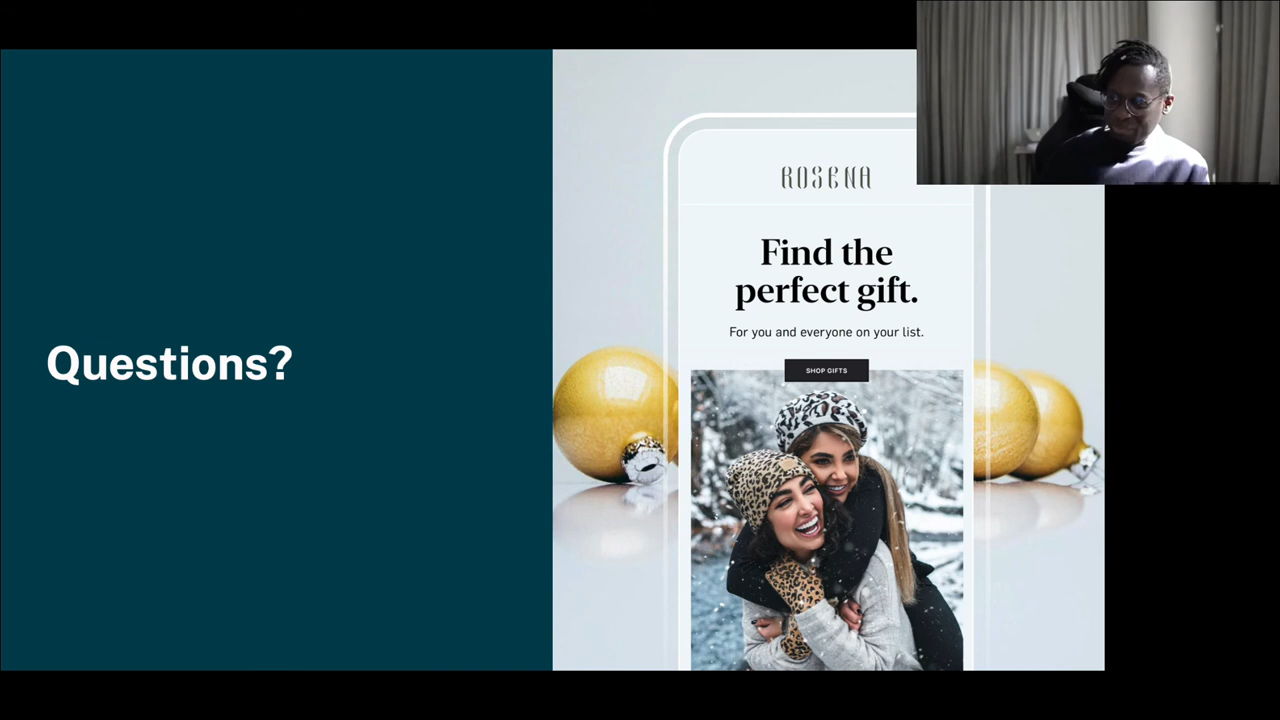 Questions?
ROSENA
Find the
perfect gift.
For you and everyone on your list.
SHOP GIFTS